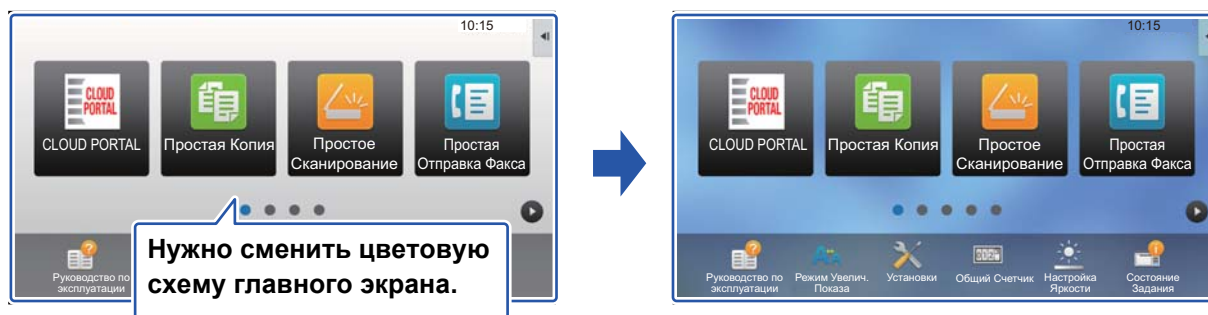 10:15
CLOUD
PORTAL
CLOUD PORTAL
Простая Копия
Простое
Сканирование
Простая
Отправка Факса
Нужно сменить цветовую
схему главного экрана.
Руководство по
эксплуатации
10:15
CLOUD
PORTAL
CLOUD PORTAL
Простая Копия
Простое
Сканирование
Простая
Отправка Факса
Руководство по
эксплуатации
Режим Увелич.
Показа
Установки
Общий Счетчик
Настройка
Яркости
Состояние
Задания